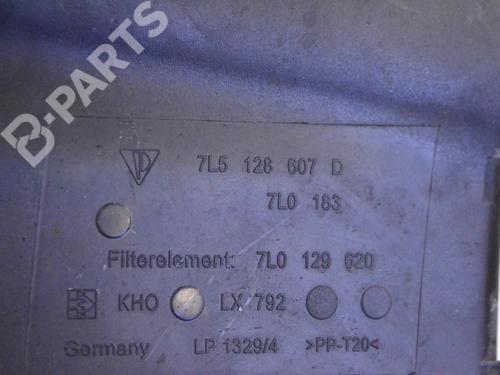 B-PARTS
7L5 128 607 D
7L0 183
Filterelement: 7L0 129 620
KHO LX 792
Germany LP 1329/4 >PP-T20<